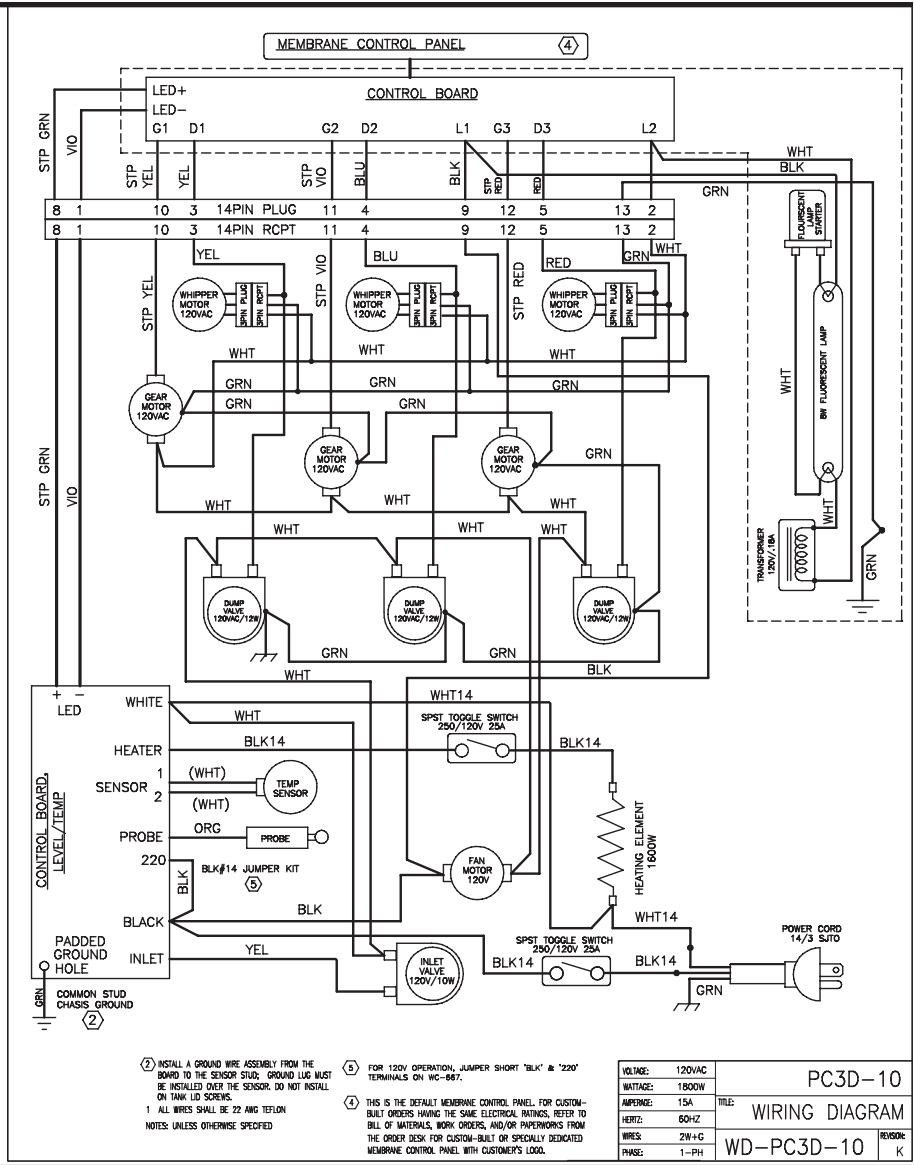 MEMBRANE CONTROL PANEL 4
CONTROL BOARD
LED+
LED-
G1 D1 G2 D2 L1 G3 D3 L2
STP GRN
VIO
STP YEL
YEL
STP VIO
BLU
BLK
STP RED
RED
WHT
BLK
GRN
8 1 10 3 14PIN PLUG 11 4 9 12 5 13 2
8 1 10 3 14PIN RCPT 11 4 9 12 5 13 2
FLOURSCENT LAMP STARTER
YEL
BLU
RED
GRN
WHT
STP YEL
STP VIO
STP RED
WHIPPER MOTOR 120VAC
3PIN PLUG
3PIN RCPT
WHIPPER MOTOR 120VAC
3PIN PLUG
3PIN RCPT
WHIPPER MOTOR 120VAC
3PIN PLUG
3PIN RCPT
WHT
WHT
WHT
GRN
GRN
GRN
GRN
GRN
GEAR MOTOR 120VAC
GEAR MOTOR 120VAC
GEAR MOTOR 120VAC
GRN
WHT
8W FLUORESCENT LAMP
STP GRN
VIO
WHT
WHT
WHT
WHT
WHT
WHT
TRANSFORMER 120V/.18A
GRN
DUMP VALVE 120VAC/12W
DUMP VALVE 120VAC/12W
DUMP VALVE 120VAC/12W
GRN
GRN
BLK
WHT
+ -
LED
WHITE
WHT
WHT14
SPST TOGGLE SWITCH
250/120V 25A
HEATER
BLK14
BLK14
SENSOR 1 2
(WHT)
(WHT)
TEMP SENSOR
PROBE
ORG
PROBE
220
BLK
BLK#14 JUMPER KIT
5
CONTROL BOARD,
LEVEL/TEMP
FAN MOTOR 120V
HEATING ELEMENT
1600W
BLACK
BLK
WHT14
POWER CORD
14/3 SJTO
SPST TOGGLE SWITCH
250/120V 25A
PADDED GROUND HOLE
INLET
YEL
INLET VALVE 120V/10W
BLK14
BLK14
GRN
GRN
COMMON STUD
CHASIS GROUND
2
2 INSTALL A GROUND WIRE ASSEMBLY FROM THE
BOARD TO THE SENSOR STUD; GROUND LUG MUST
BE INSTALLED OVER THE SENSOR. DO NOT INSTALL
ON TANK LID SCREWS.
1 ALL WIRES SHALL BE 22 AWG TEFLON
NOTES: UNLESS OTHERWISE SPECIFIED
5 FOR 120V OPERATION, JUMPER SHORT "BLK" & "220"
TERMINALS ON WC-667.
4 THIS IS THE DEFAULT MEMBRANE CONTROL PANEL. FOR CUSTOM-
BUILT ORDERS HAVING THE SAME ELECTRICAL RATINGS, REFER TO
BILL OF MATERIALS, WORK ORDERS, AND/OR PAPERWORKS FROM
THE ORDER DESK FOR CUSTOM-BUILT OR SPECIALLY DEDICATED
MEMBRANE CONTROL PANEL WITH CUSTOMER'S LOGO.
VOLTAGE: 120VAC
WATTAGE: 1800W
AMPERAGE: 15A
HERTZ: 60HZ
WIRES: 2W+G
PHASE: 1-PH
PC3D-10
TITLE: WIRING DIAGRAM
WD-PC3D-10
REVISION: K